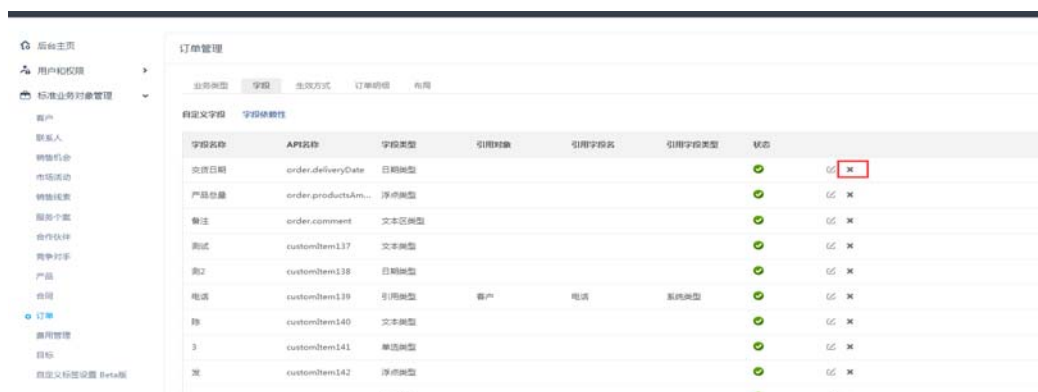 后台主页
用户和权限
标准业务对象管理
客户
联系人
销售机会
市场活动
销售线索
服务个案
合作伙伴
竞争对手
产品
合同
订单
费用管理
目标
自定义标签设置 Beta版
订单管理
业务类型 字段 生效方式 订单明细 布局
自定义字段 字段依赖性
字段名称 API名称 字段类型 引用对象 引用字段名 引用字段类型 状态
交货日期 order.deliveryDate 日期类型
产品总量 order.productsAm... 浮点类型
备注 order.comment 文本区类型
测试 customItem137 文本类型
测2 customItem138 日期类型
电话 customItem139 引用类型 客户 电话 系统类型
陈 customItem140 文本类型
3 customItem141 单选类型
发 customItem142 浮点类型